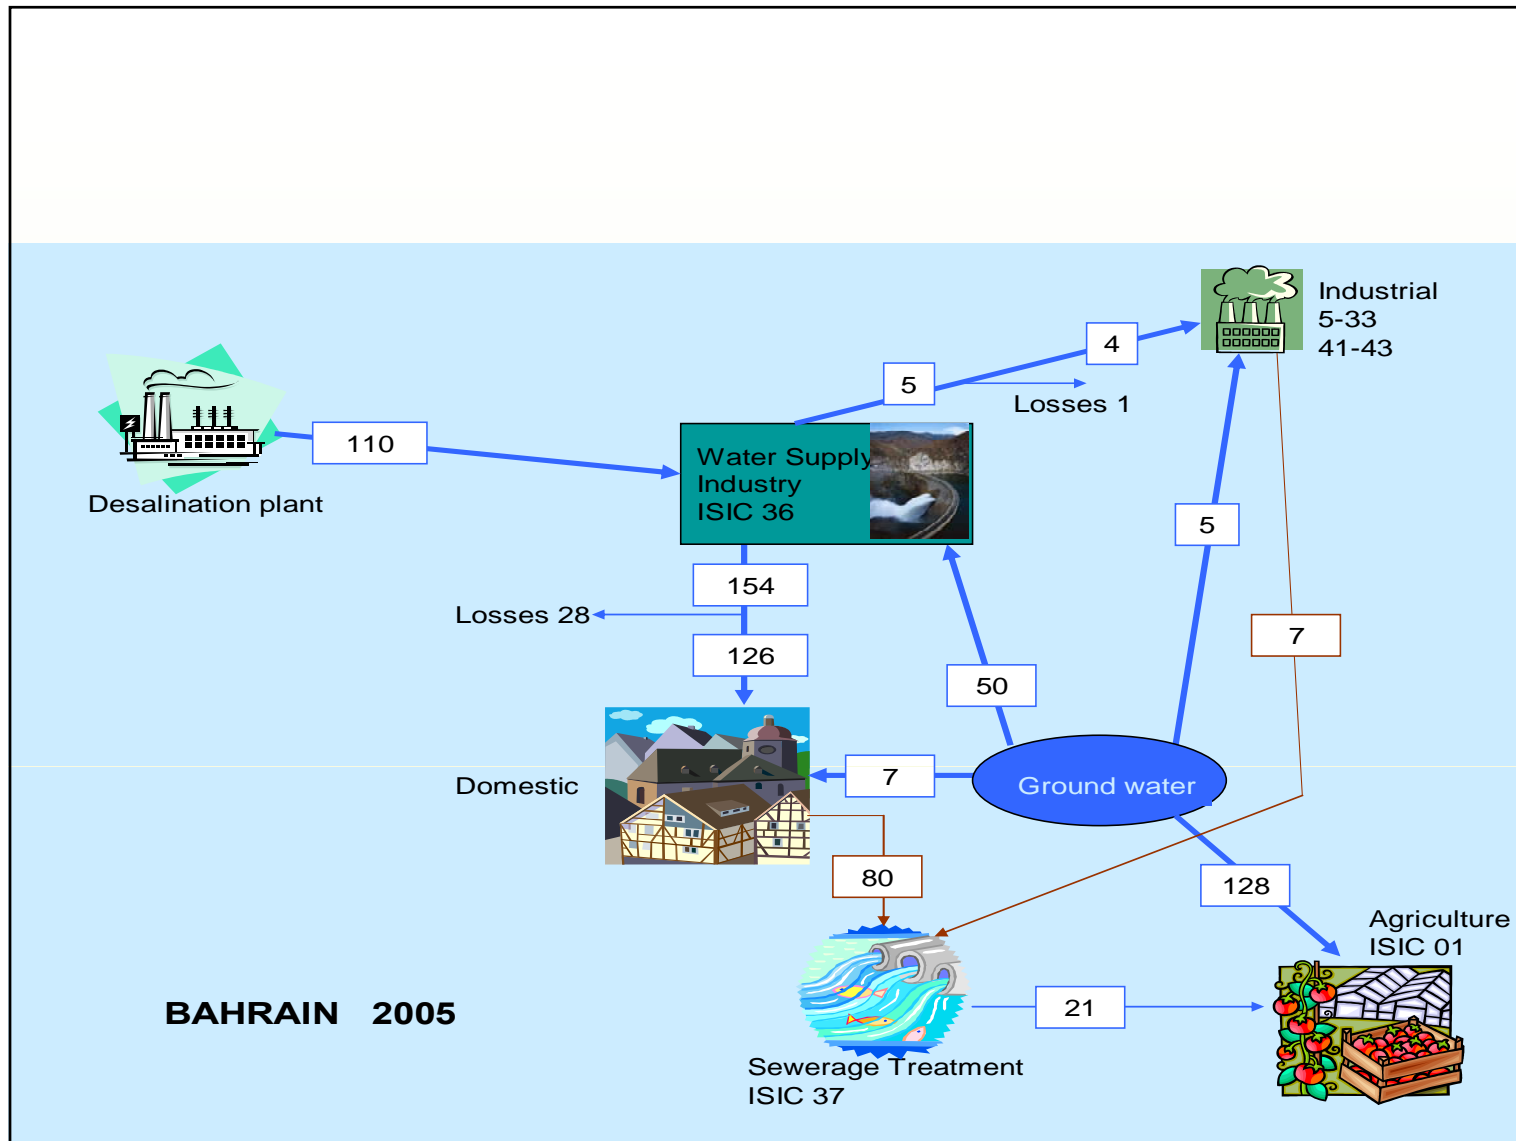 Industrial
5-33
41-43
4
5
Losses 1
110
Water Supply
Industry
ISIC 36
Desalination plant
5
154
Losses 28
126
7
50
Domestic
7
Ground water
80
128
Agriculture
ISIC 01
BAHRAIN 2005
21
Sewerage Treatment
ISIC 37